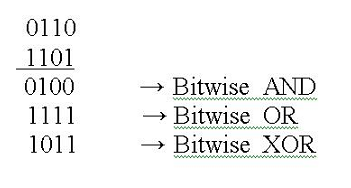 0110
1101
0100 → Bitwise AND
1111 → Bitwise OR
1011 → Bitwise XOR